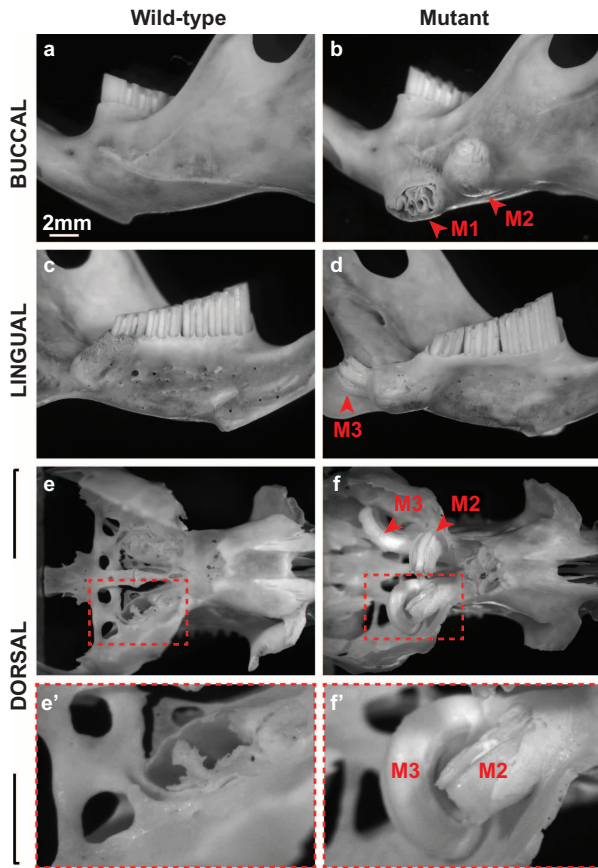 Wild-type Mutant
BUCCAL
a
b
2mm
M1
M2
LINGUAL
c
d
M3
DORSAL
e
f
M3
M2
e'
f'
M3
M2